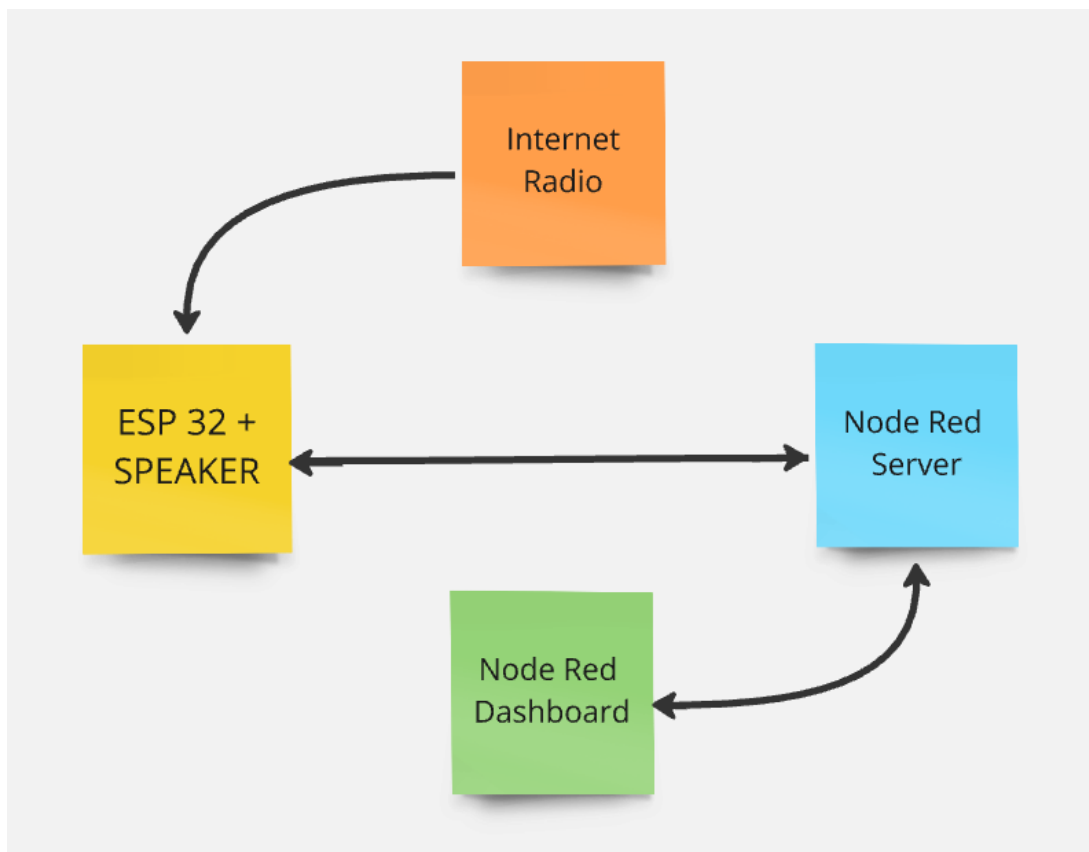 Internet
Radio
ESP 32 +
SPEAKER
Node Red
Server
Node Red
Dashboard